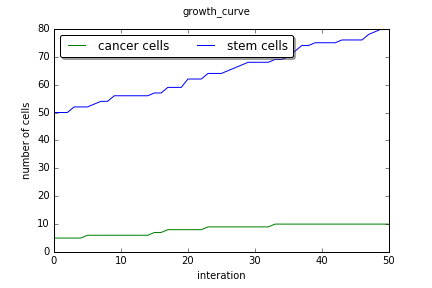 growth_curve
80
cancer cells
stem cells
70
60
50
40
30
20
10
0
number of cells
0 10 20 30 40 50
interation